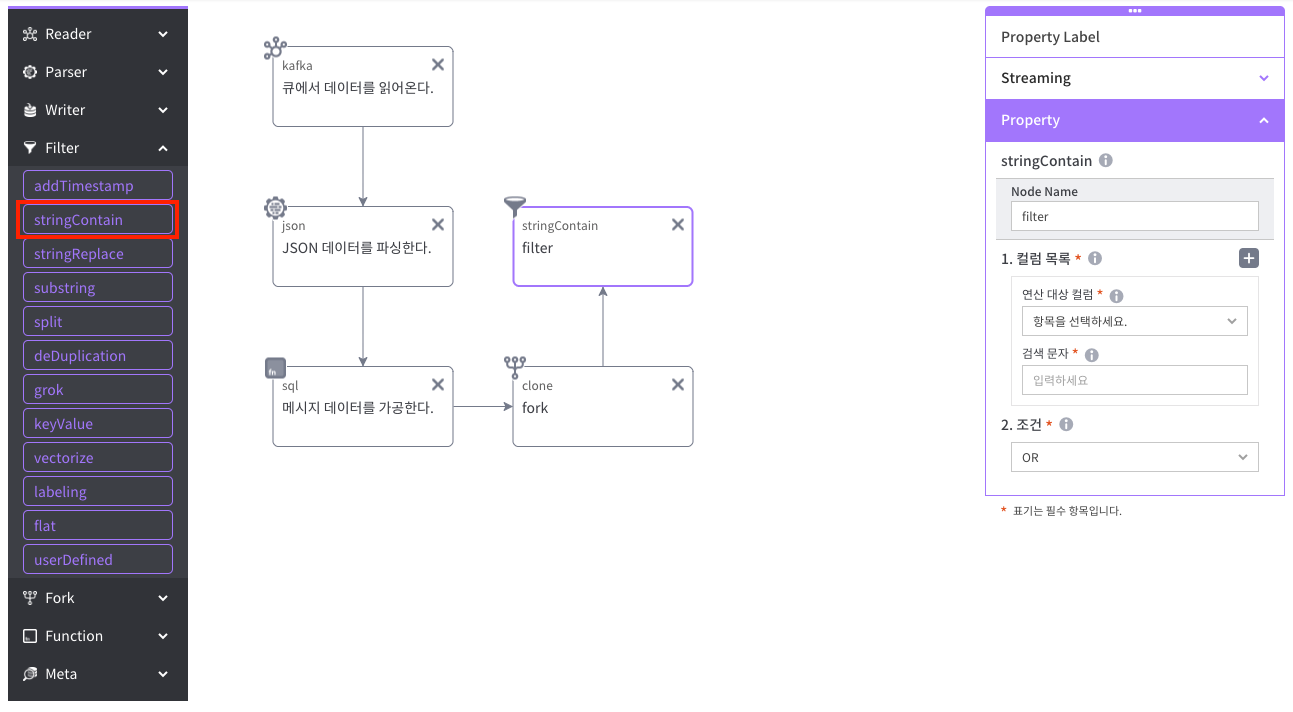 Reader
Parser
Writer
Filter
addTimestamp
stringContain
stringReplace
substring
split
deDuplication
grok
keyValue
vectorize
labeling
flat
userDefined
Fork
Function
Meta
kafka
큐에서 데이터를 읽어온다.
json
JSON 데이터를 파싱한다.
fn
sql
메시지 데이터를 가공한다.
stringContain
filter
clone
fork
Property Label
Streaming
Property
stringContain
Node Name
filter
1. 컬럼 목록 *
연산 대상 컬럼 *
항목을 선택하세요.
검색 문자 *
입력하세요
2. 조건 *
OR
* 표기는 필수 항목입니다.